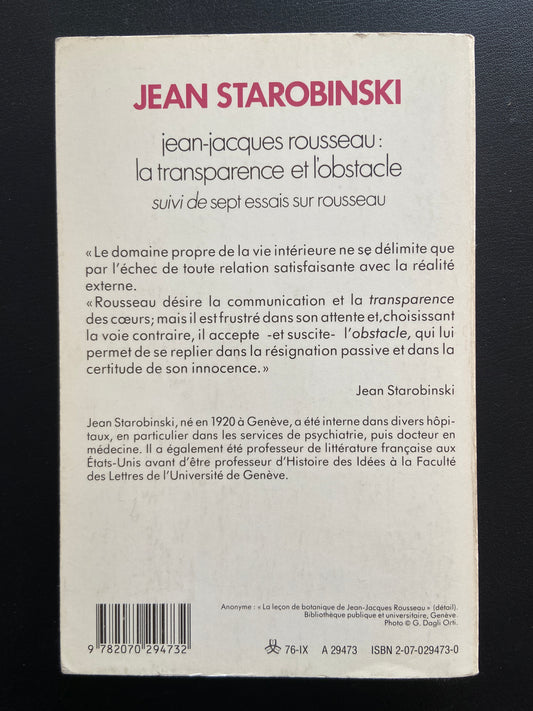 JEAN STAROBINSKI
jean-jacques rousseau :
la transparence et l'obstacle
suivi de sept essais sur rousseau
« Le domaine propre de la vie intérieure ne se délimite que
par l'échec de toute relation satisfaisante avec la réalité
externe.
« Rousseau désire la communication et la transparence
des cœurs; mais il est frustré dans son attente et, choisissant
la voie contraire, il accepte -et suscite- l'obstacle, qui lui
permet de se replier dans la résignation passive et dans la
certitude de son innocence. »
Jean Starobinski
Jean Starobinski, né en 1920 à Genève, a été interne dans divers hôpi-
taux, en particulier dans les services de psychiatrie, puis docteur en
médecine. Il a également été professeur de littérature française aux
États-Unis avant d'être professeur d'Histoire des Idées à la Faculté
des Lettres de l'Université de Genève.
Anonyme : « La leçon de botanique de Jean-Jacques Rousseau » (détail).
Bibliothèque publique et universitaire, Genève.
Photo © G. Dagli Orti.
9 782070 294732
76-IX A 29473 ISBN 2-07-029473-0